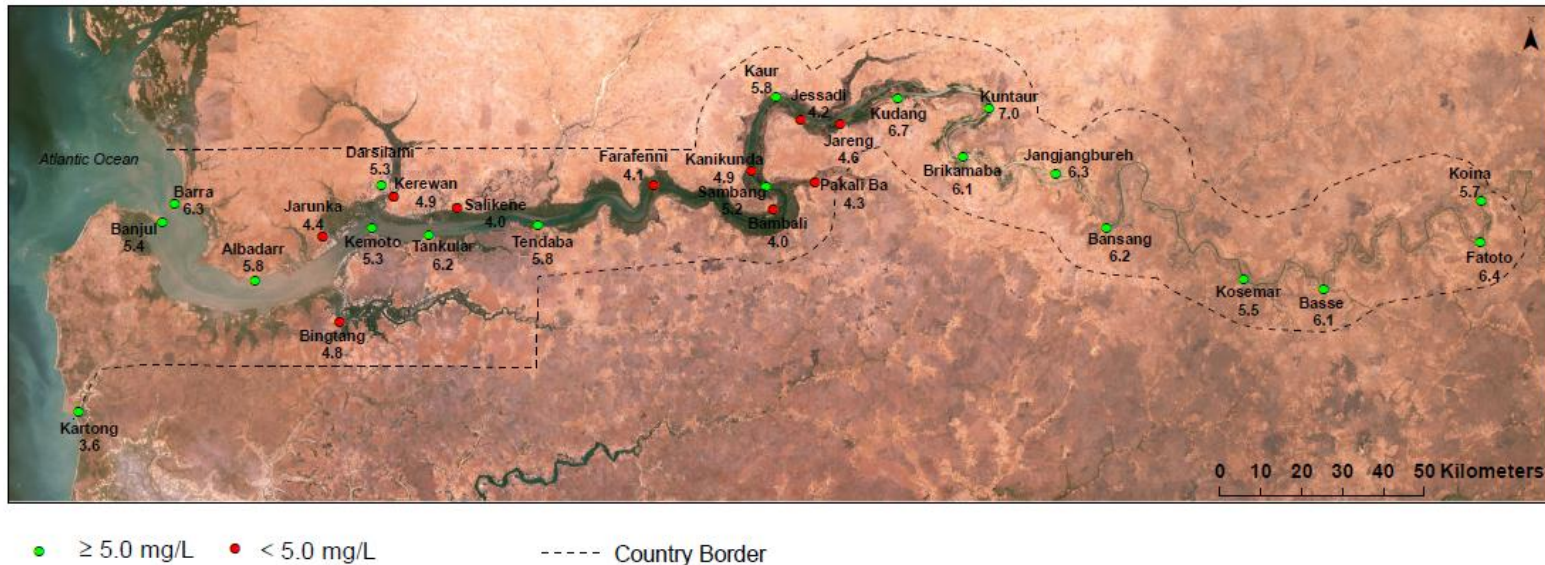 N
Atlantic Ocean
Barra
6.3
Banjul
5.4
Albadarr
5.8
Jarunka
4.4
Darsilami
5.3
Kerewan
4.9
Kemoto
5.3
Salikene
4.0
Tankular
6.2
Tendaba
5.8
Bingtang
4.8
Kartong
3.6
Farafenni
4.1
Kanikunda
4.9
Sambang
5.2
Bambali
4.0
Pakali Ba
4.3
Kaur
5.8
Jessadi
4.2
Jareng
4.6
Kudang
6.7
Kuntaur
7.0
Brikamaba
6.1
Jangjangbureh
6.3
Bansang
6.2
Kosemar
5.5
Basse
6.1
Koina
5.7
Fatoto
6.4
0 10 20 30 40 50 Kilometers
≥ 5.0 mg/L < 5.0 mg/L ----- Country Border